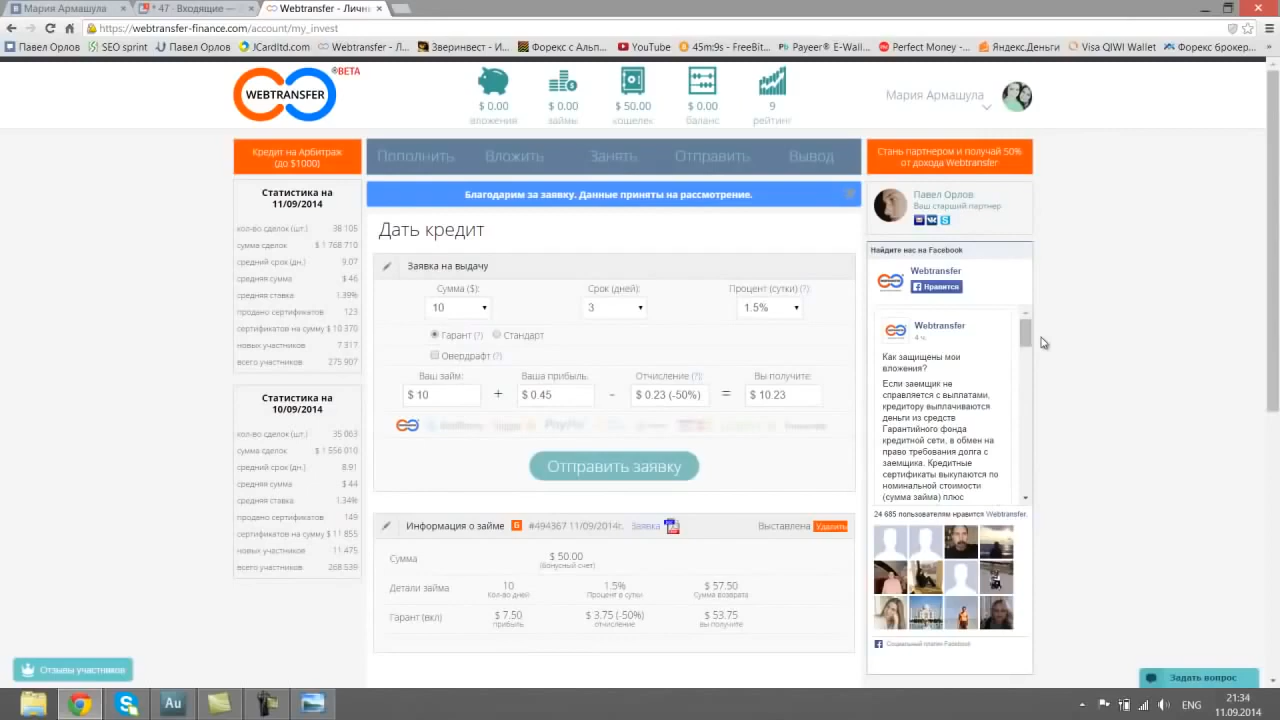 Мария Армашула
* 47 - Входящие —
Webtransfer - Личн
https://webtransfer-finance.com/account/my_invest
Павел Орлов
SEO sprint
Павел Орлов
JCardltd.com
Webtransfer - Л...
Зверинец - И...
Форекс с Альп...
YouTube
45m9s - FreeBit...
Payeer® E-Wall...
Perfect Money -...
Яндекс.Деньги
Visa QIWI Wallet
Форекс брокер...
»
WEBTRANSFER
®BETA
$ 0.00
вложения
$ 0.00
займы
$ 50.00
кошелек
$ 0.00
баланс
9
рейтинг
Мария Армашула
Кредит на Арбитраж
(до $1000)
Пополнить Вложить Занять Отправить Вывод
Стань партнером и получай 50%
от дохода Webtransfer
Благодарим за заявку. Данные приняты на рассмотрение.
Статистика на
11/09/2014
кол-во сделок (шт.) 38 105
сумма сделок $ 1 768 710
средний срок (дн.) 9.07
средняя сумма $ 46
средняя ставка 1.39%
продано сертификатов 123
сертификатов на сумму $ 10 370
новых участников 7 317
всего участников 275 907
Статистика на
10/09/2014
кол-во сделок (шт.) 35 063
сумма сделок $ 1 556 010
средний срок (дн.) 8.91
средняя сумма $ 44
средняя ставка 1.34%
продано сертификатов 149
сертификатов на сумму $ 11 855
новых участников 11 475
всего участников 268 539
Дать кредит
Заявка на выдачу
Сумма ($): Срок (дней): Процент (сутки) (?):
10 3 1.5%
Гарант (?) Стандарт
Овердрафт (?)
Ваш займ: Ваша прибыль: Отчисление (?): Вы получите:
$ 10 + $ 0.45 - $ 0.23 (-50%) = $ 10.23
PayPal
Отправить заявку
Информация о займе Б #494367 11/09/2014г. Заявка Выставлена Удалить
Сумма $ 50.00
(Бонусный счет)
Детали займа 10 1.5% $ 57.50
Кол-во дней Процент в сутки Сумма возврата
Гарант (вкл) $ 7.50 $ 3.75 (-50%) $ 53.75
прибыль отчисление вы получите
Павел Орлов
Ваш старший партнер
Найдите нас на Facebook
Webtransfer
Нравится
Webtransfer
4 ч.
Как защищены мои
вложения?
Если заемщик не
справляется с выплатами,
кредитору выплачиваются
деньги из средств
Гарантийного фонда
кредитной сети, в обмен на
право требования долга с
заемщика. Кредитные
сертификаты выкупаются по
номинальной стоимости
(сумма займа) плюс
24 685 пользователям нравится Webtransfer.
Социальный плагин Facebook
Отзывы участников
Задать вопрос
Au
ENG
21:34
11.09.2014